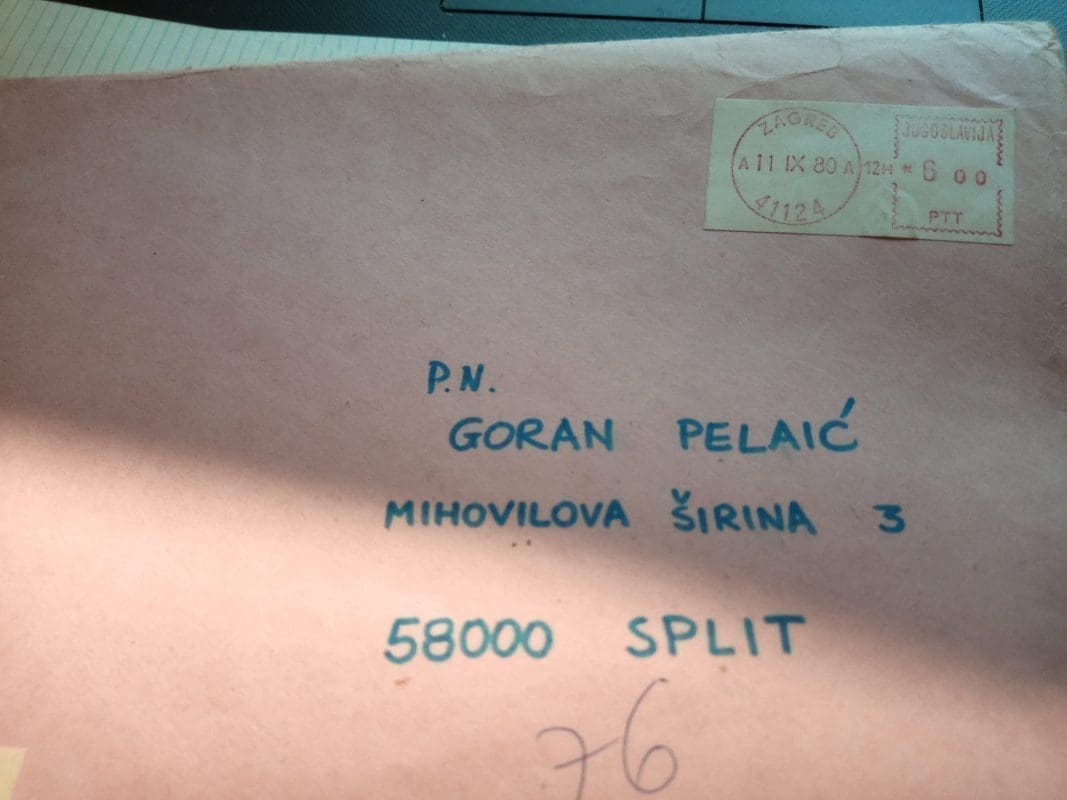 ZAGREB
JUGOSLAVIJA
A 11 IX 80 A 12H * 6 00
41124
PTT
P.N.
GORAN PELAIĆ
MIHOVILOVA ŠIRINA 3
58000 SPLIT
76